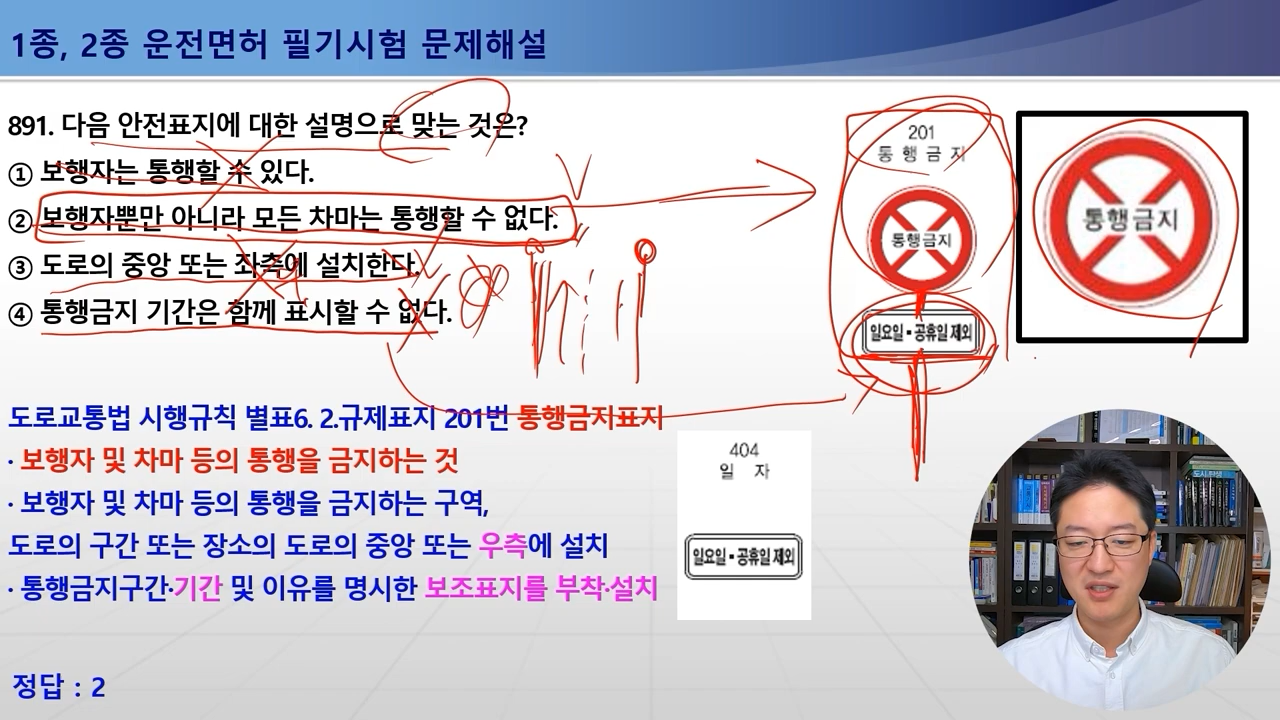 1종, 2종 운전면허 필기시험 문제해설
891. 다음 안전표지에 대한 설명으로 맞는 것은?
① 보행자는 통행할 수 있다.
② 보행자뿐만 아니라 모든 차마는 통행할 수 없다.
③ 도로의 중앙 또는 좌측에 설치한다.
④ 통행금지 기간은 함께 표시할 수 없다.
201
통 행 금 지
통행금지
일요일·공휴일 제외
통행금지
도로교통법 시행규칙 별표6. 2.규제표지 201번 통행금지표지
· 보행자 및 차마 등의 통행을 금지하는 것
· 보행자 및 차마 등의 통행을 금지하는 구역,
도로의 구간 또는 장소의 도로의 중앙 또는 우측에 설치
· 통행금지구간·기간 및 이유를 명시한 보조표지를 부착·설치
404
일 자
일요일·공휴일 제외
정답 : 2